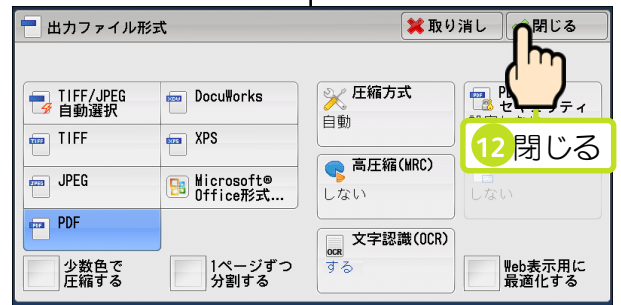 出力ファイル形式
取り消し
閉じる
TIFF/JPEG
自動選択
DocuWorks
TIFF
XPS
JPEG
Microsoft®
Office形式...
PDF
少数色で
圧縮する
1ページずつ
分割する
圧縮方式
自動
高圧縮(MRC)
しない
文字認識(OCR)
する
セキュリティ
12 閉じる
しない
Web表示用に
最適化する